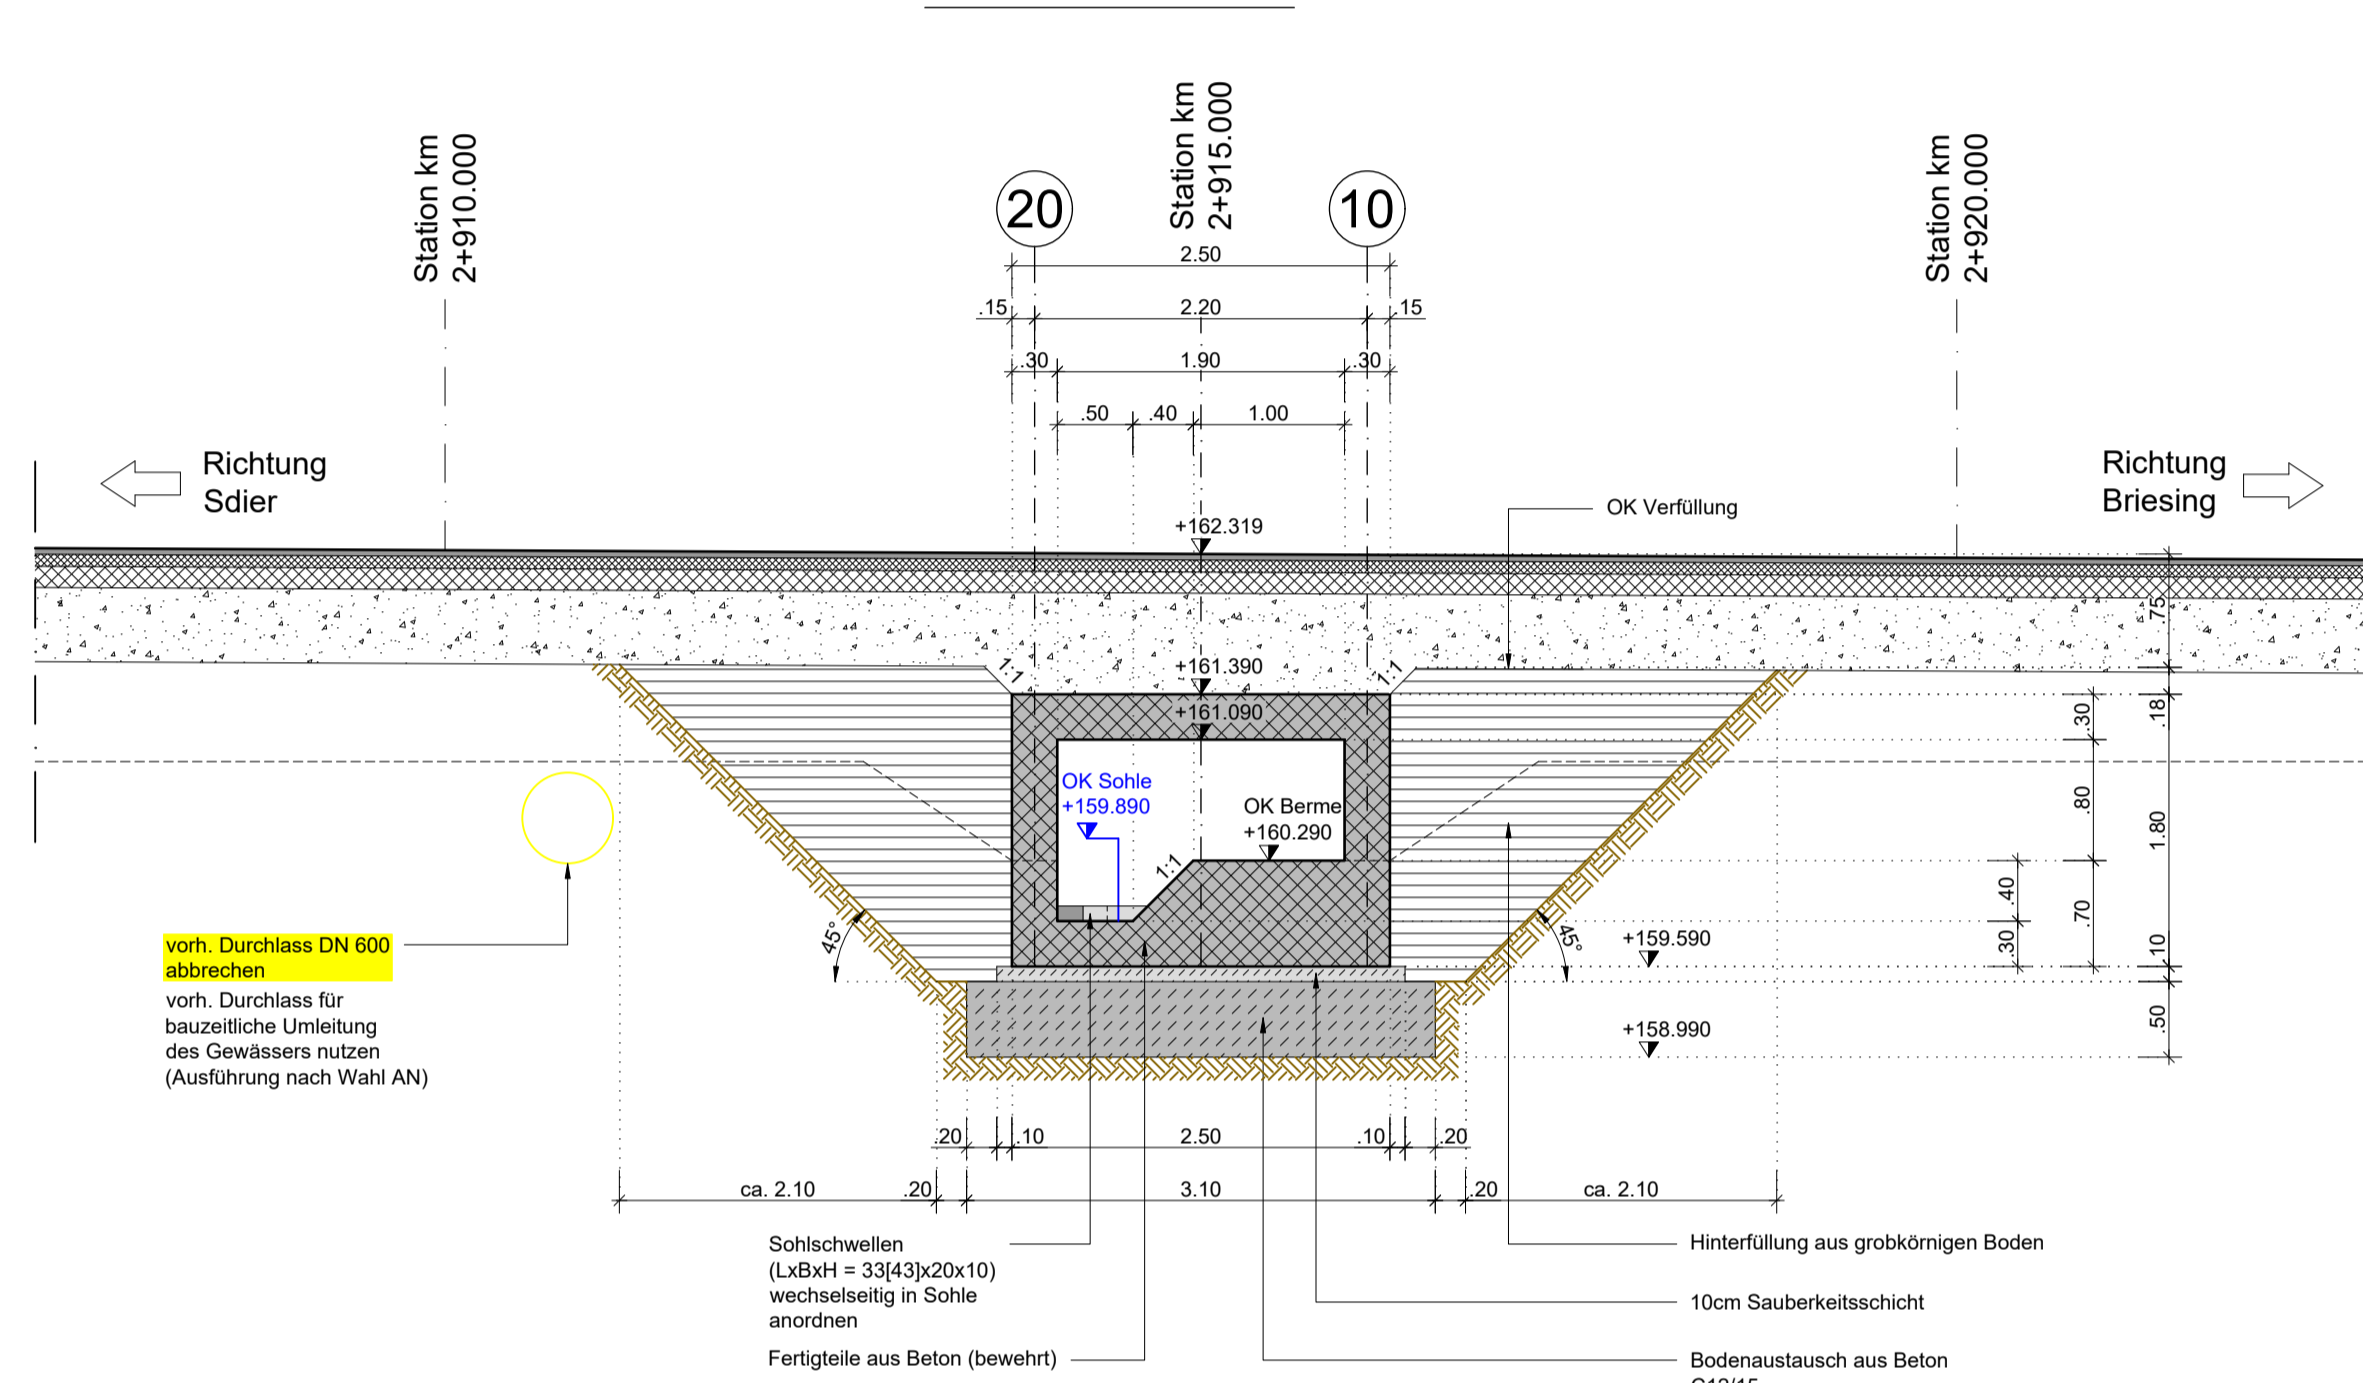 Station km
2+910.000
Station km
2+915.000
Station km
2+920.000
20
10
2.50
.15
2.20
.15
.30
1.90
.30
.50
.40
1.00
Richtung
Sdier
Richtung
Briesing
OK Verfüllung
+162.319
+161.390
+161.090
1:1
1:1
OK Sohle
+159.890
OK Berme
+160.290
1:1
45°
45°
+159.590
+158.990
.75
.18
1.80
.10
.50
.30
.80
.70
.40
.30
vorh. Durchlass DN 600
abbrechen
vorh. Durchlass für
bauzeitliche Umleitung
des Gewässers nutzen
(Ausführung nach Wahl AN)
.20
.10
2.50
.10
.20
ca. 2.10
.20
3.10
.20
ca. 2.10
Sohlschwellen
(LxBxH = 33[43]x20x10)
wechselseitig in Sohle
anordnen
Fertigteile aus Beton (bewehrt)
Hinterfüllung aus grobkörnigen Boden
10cm Sauberkeitsschicht
Bodenaustausch aus Beton